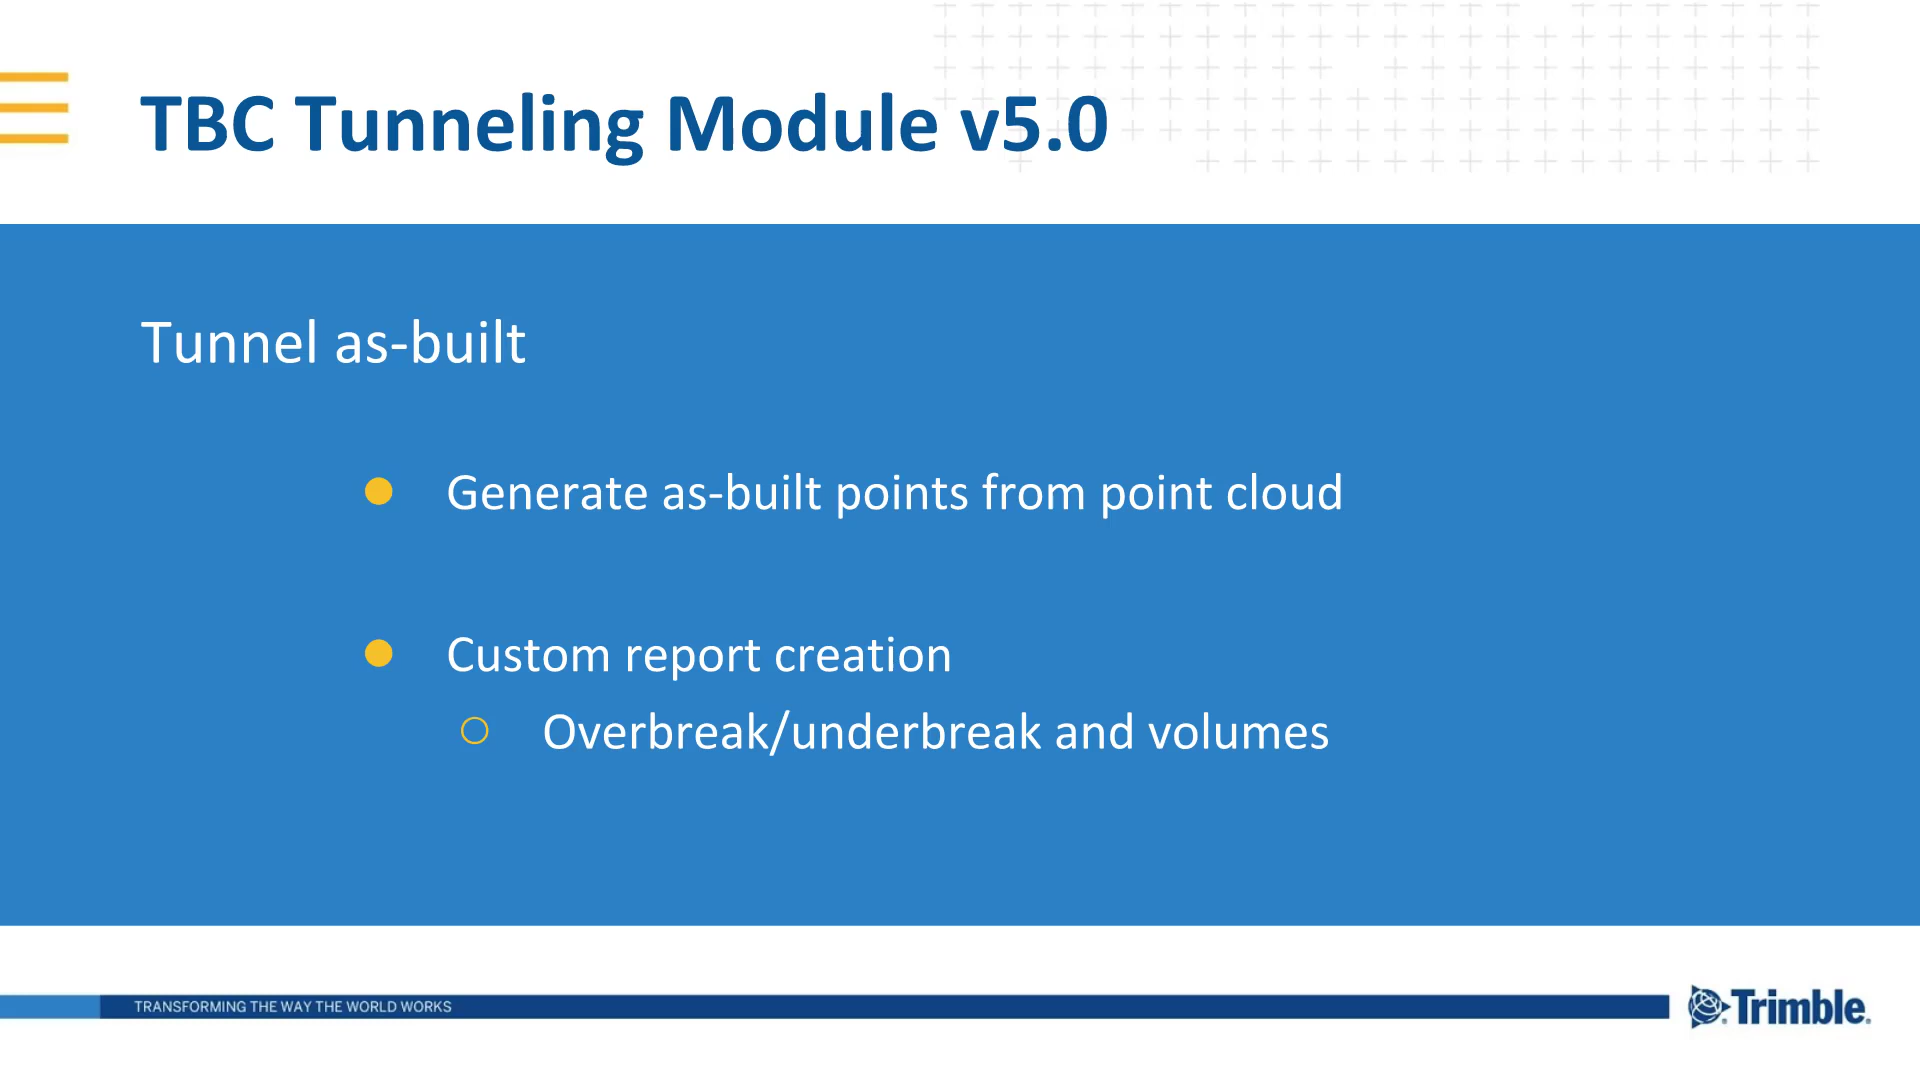 TBC Tunneling Module v5.0
Tunnel as-built
Generate as-built points from point cloud
Custom report creation
Overbreak/underbreak and volumes
TRANSFORMING THE WAY THE WORLD WORKS
Trimble